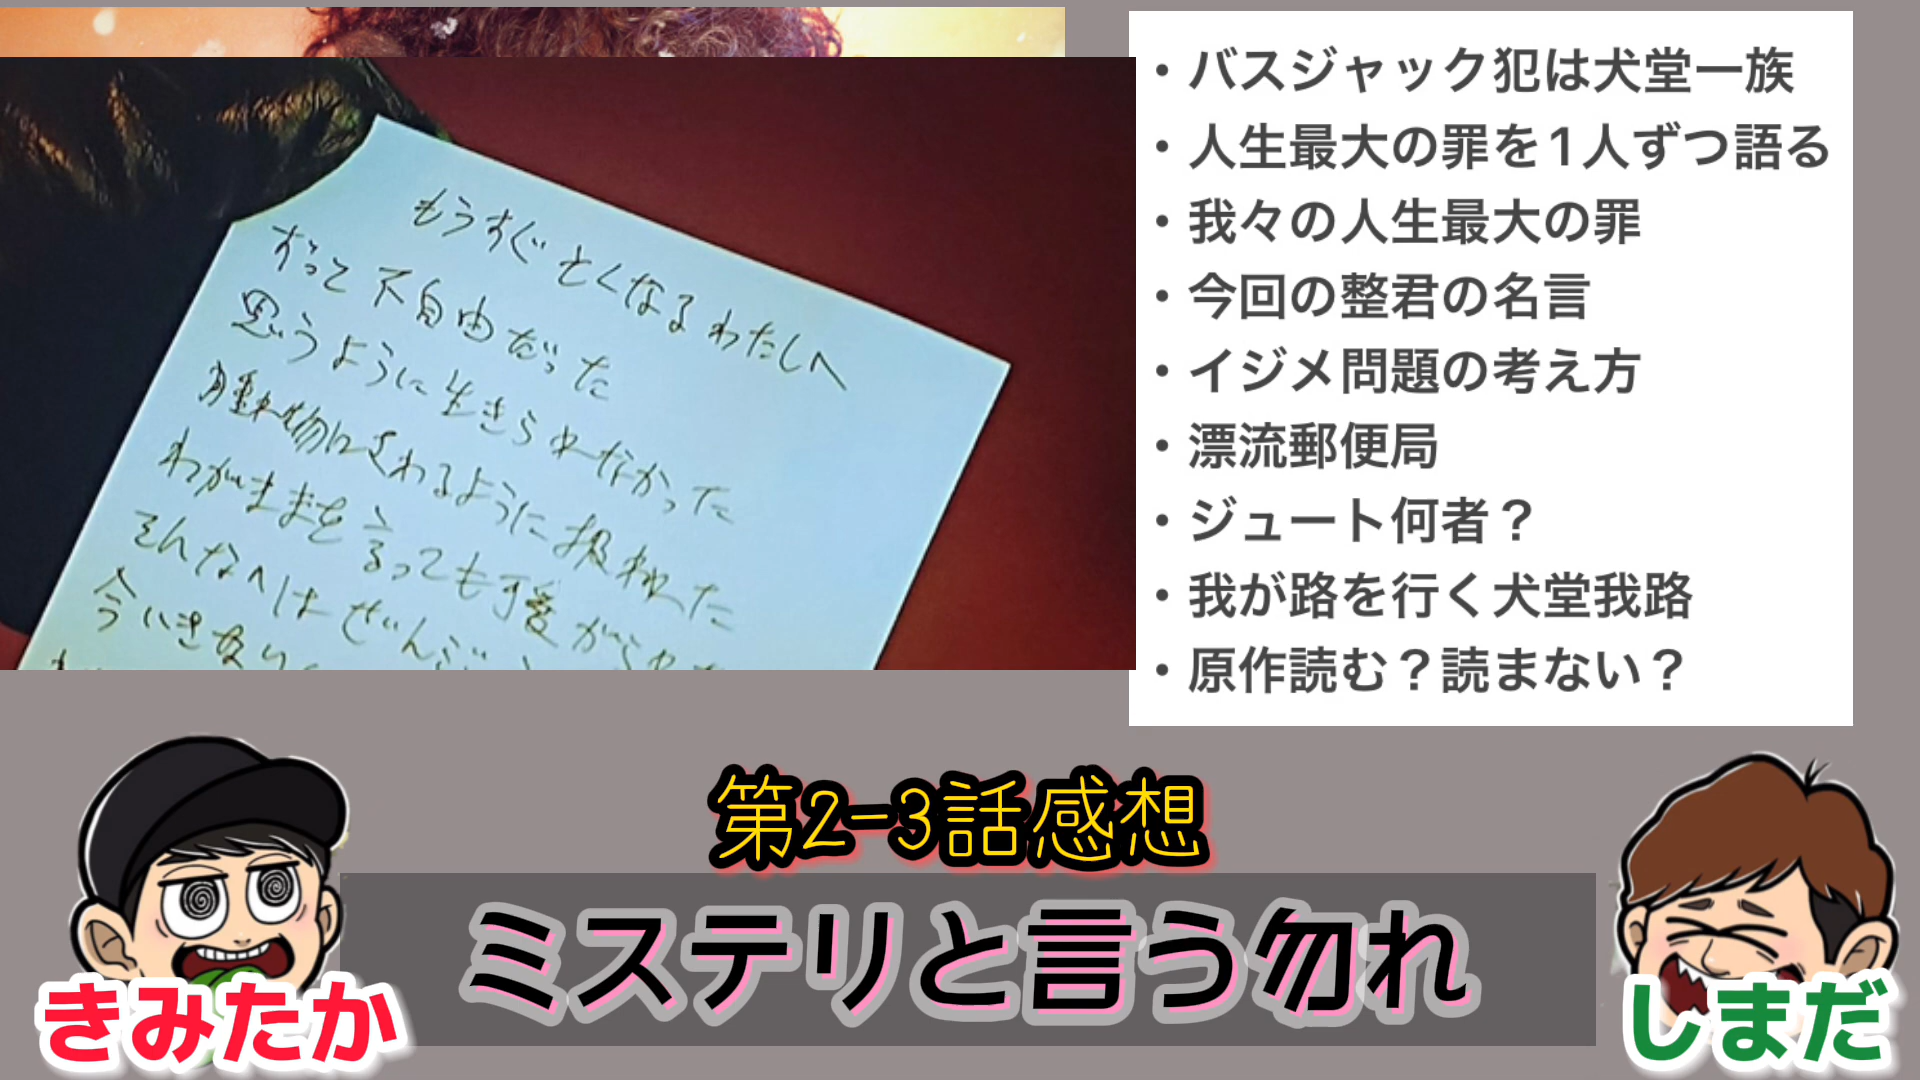 もうすぐ亡くなるわたしへ
ずっと不自由だった
思うように生きられなかった
腫れ物にさわるように扱われた
わがままを言っても
そんなへは ぜんぶ
・バスジャック犯は犬堂一族
・人生最大の罪を1人ずつ語る
・我々の人生最大の罪
・今回の整君の名言
・イジメ問題の考え方
・漂流郵便局
・ジュート何者？
・我が路を行く犬堂我路
・原作読む？読まない？
第2-3話感想
ミステリと言う勿れ
きみたか
しまだ